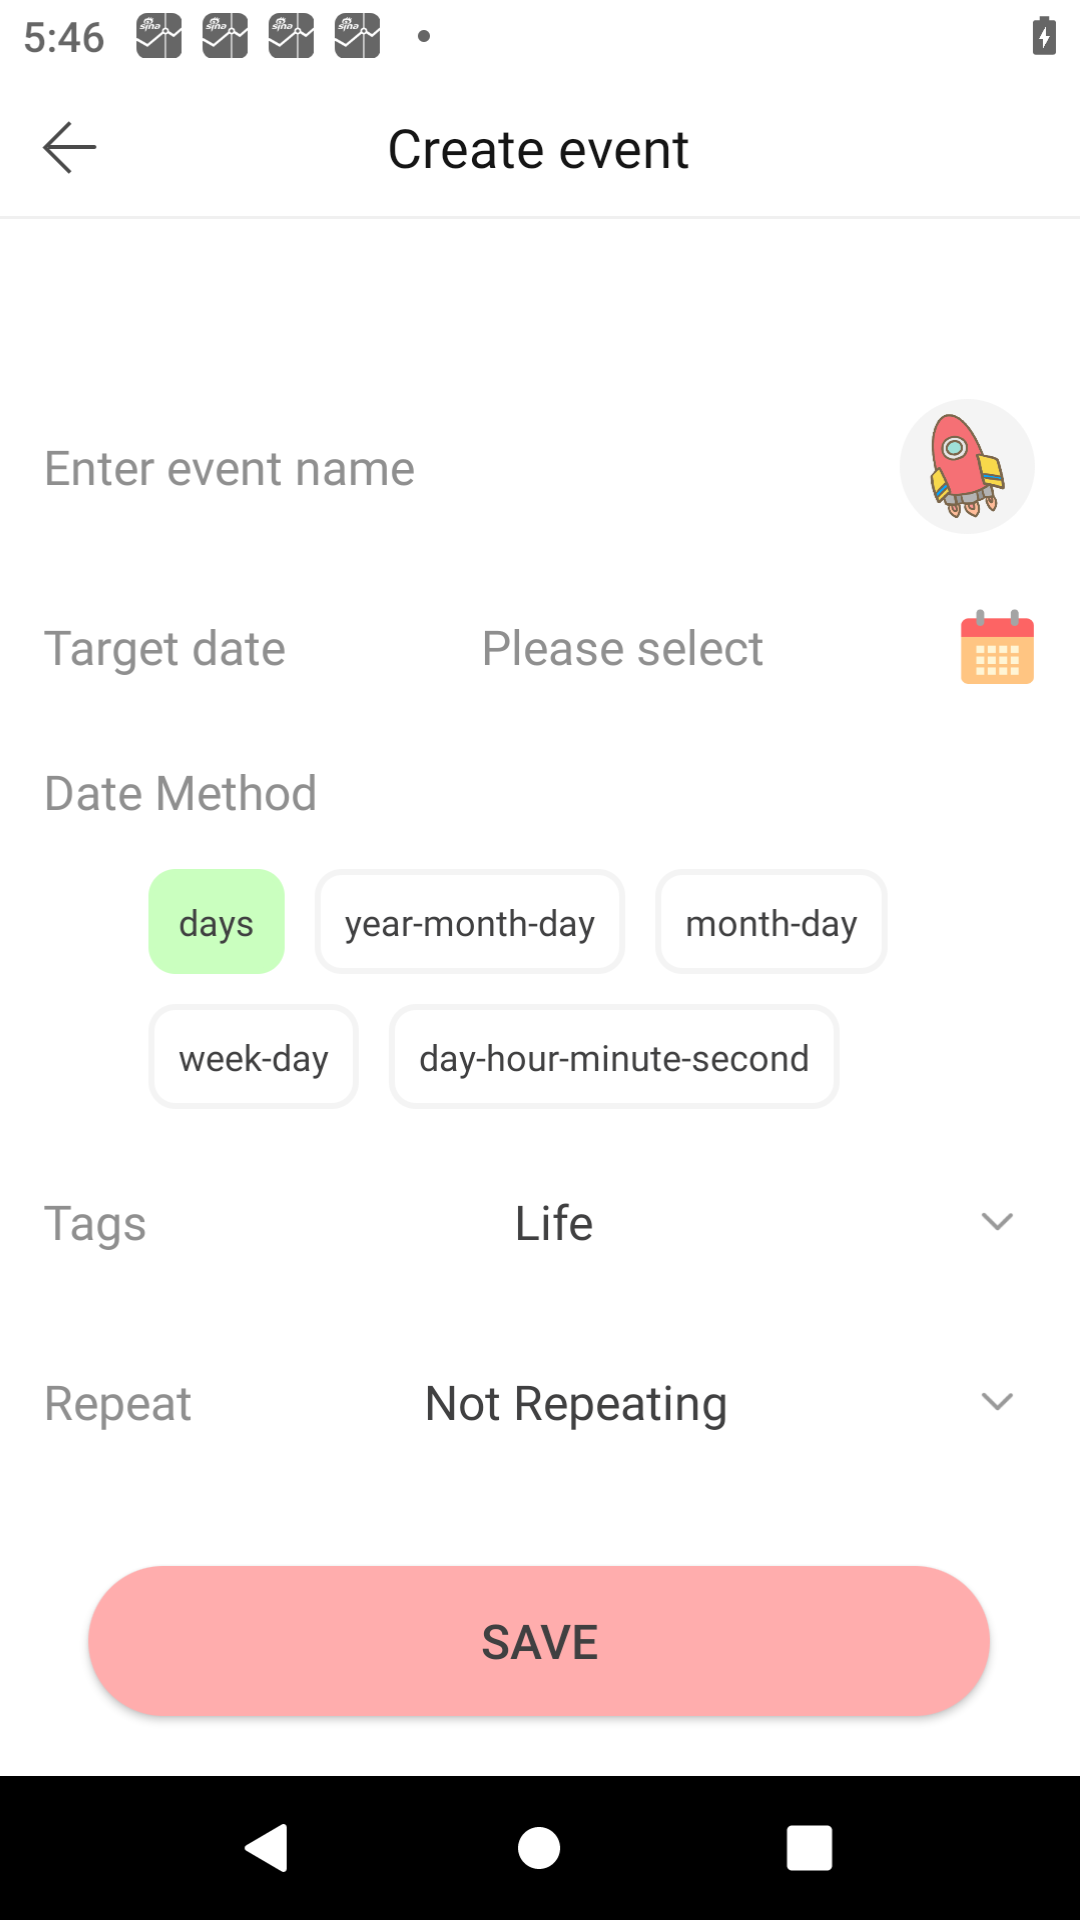 5:46
Create event
Enter event name
Target date Please select
Date Method
days year-month-day month-day
week-day day-hour-minute-second
Tags Life
Repeat Not Repeating
SAVE